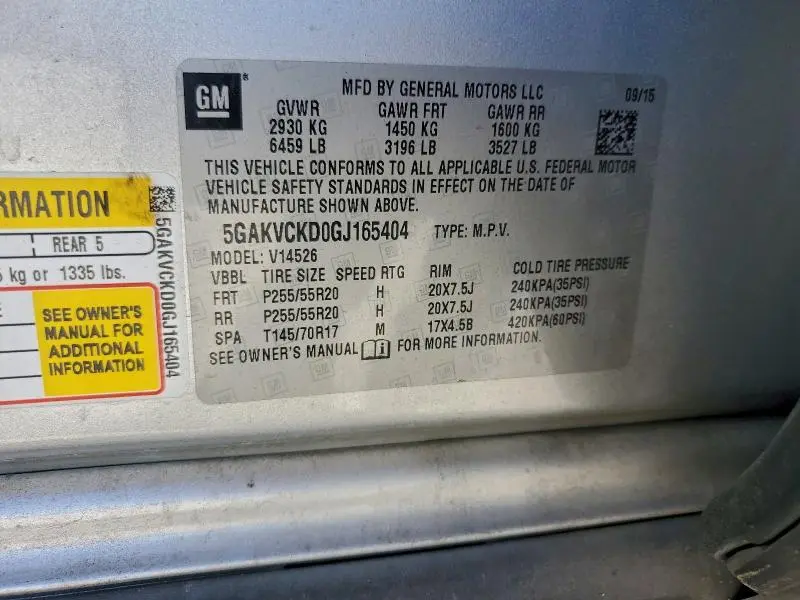 GM
MFD BY GENERAL MOTORS LLC 09/15
GVWR GAWR FRT GAWR RR
2930 KG 1450 KG 1600 KG
6459 LB 3196 LB 3527 LB
THIS VEHICLE CONFORMS TO ALL APPLICABLE U.S. FEDERAL MOTOR
VEHICLE SAFETY STANDARDS IN EFFECT ON THE DATE OF
MANUFACTURE SHOWN ABOVE.
5GAKVCKD0GJ165404 TYPE: M.P.V.
MODEL: V14526
VBBL TIRE SIZE SPEED RTG RIM COLD TIRE PRESSURE
FRT P255/55R20 H 20X7.5J 240KPA(35PSI)
RR P255/55R20 H 20X7.5J 240KPA(35PSI)
SPA T145/70R17 M 17X4.5B 420KPA(60PSI)
SEE OWNER'S MANUAL FOR MORE INFORMATION.
RMATION
REAR 5
kg or 1335 lbs.
SEE OWNER'S
MANUAL FOR
ADDITIONAL
INFORMATION
5GAKVCKD0GJ165404